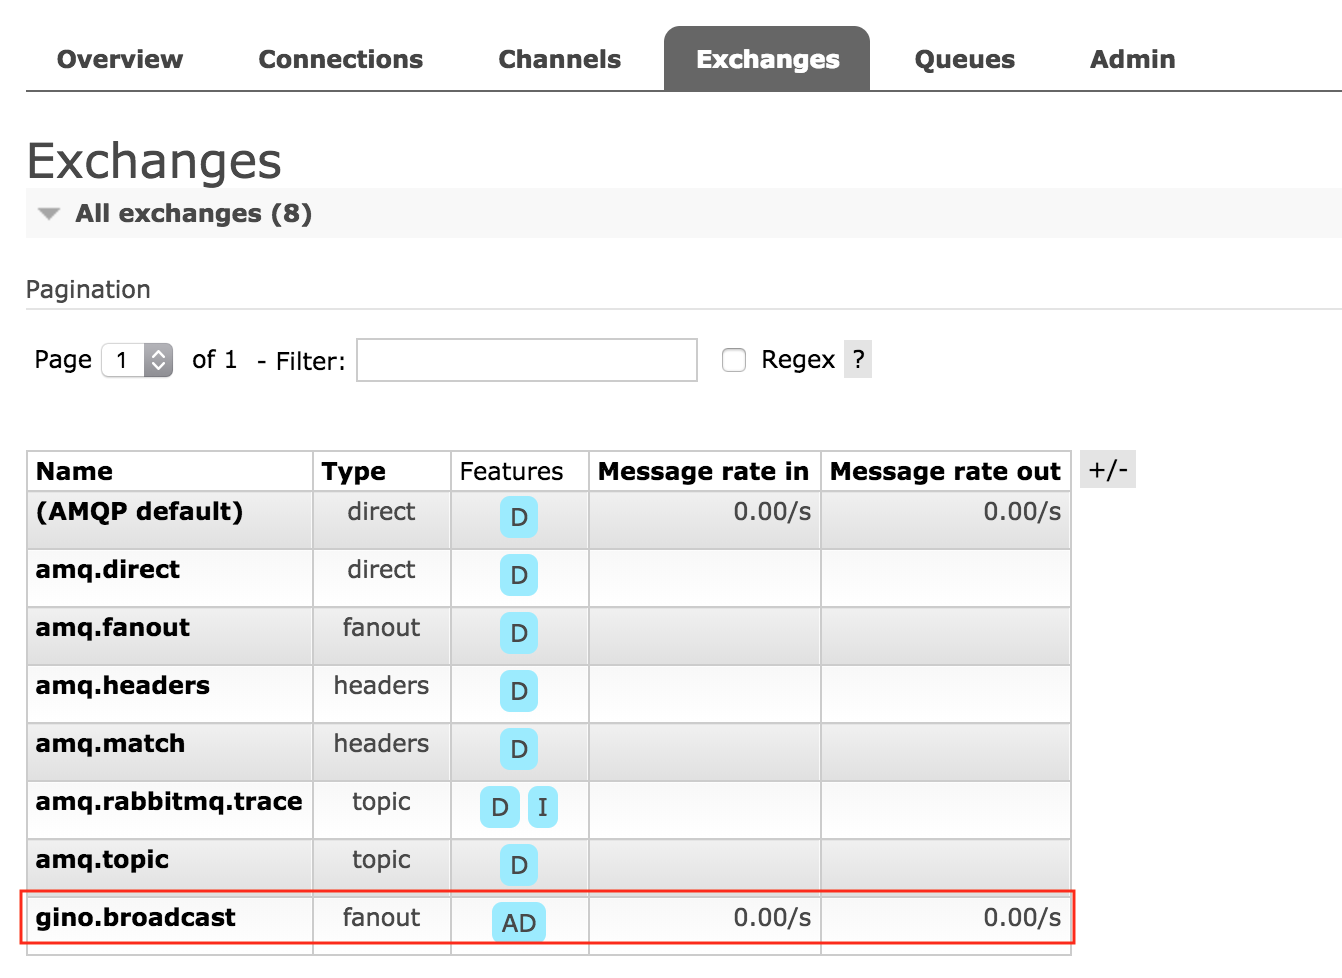 Overview Connections Channels Exchanges Queues Admin
Exchanges
All exchanges (8)
Pagination
Page 1 of 1 - Filter: Regex ?
Name Type Features Message rate in Message rate out +/-
(AMQP default) direct D 0.00/s 0.00/s
amq.direct direct D
amq.fanout fanout D
amq.headers headers D
amq.match headers D
amq.rabbitmq.trace topic D I
amq.topic topic D
gino.broadcast fanout AD 0.00/s 0.00/s